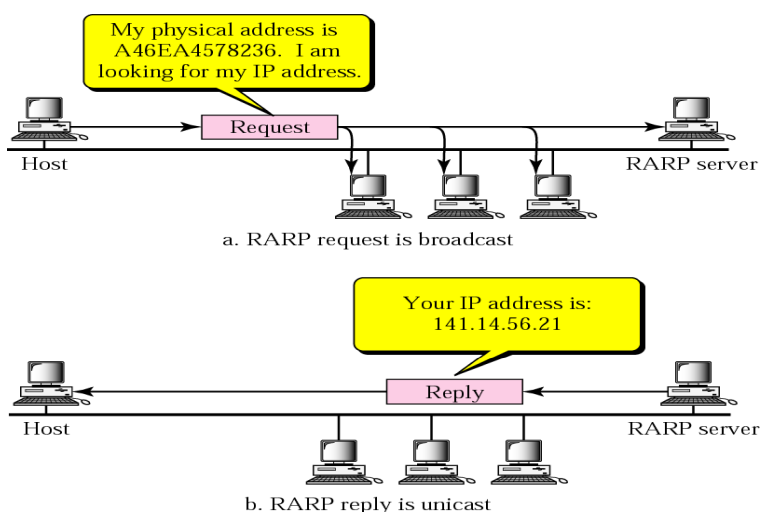 My physical address is
A46EA4578236. I am
looking for my IP address.
Request
Host
RARP server
a. RARP request is broadcast
Your IP address is:
141.14.56.21
Reply
Host
RARP server
b. RARP reply is unicast